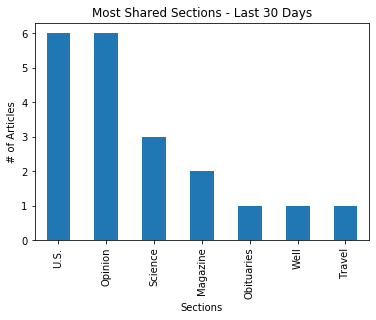 Most Shared Sections - Last 30 Days
# of Articles
6
5
4
3
2
1
0
U.S.
Opinion
Science
Magazine
Obituaries
Well
Travel
Sections